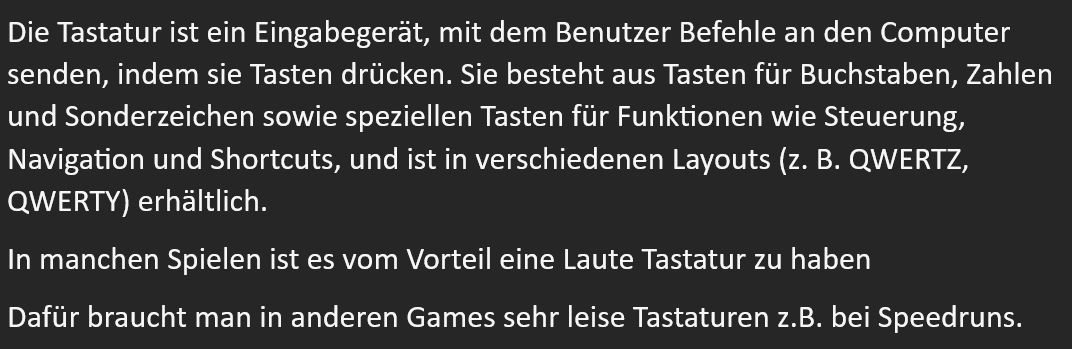 Die Tastatur ist ein Eingabegerät, mit dem Benutzer Befehle an den Computer
senden, indem sie Tasten drücken. Sie besteht aus Tasten für Buchstaben, Zahlen
und Sonderzeichen sowie speziellen Tasten für Funktionen wie Steuerung,
Navigation und Shortcuts, und ist in verschiedenen Layouts (z. B. QWERTZ,
QWERTY) erhältlich.
In manchen Spielen ist es vom Vorteil eine Laute Tastatur zu haben
Dafür braucht man in anderen Games sehr leise Tastaturen z.B. bei Speedruns.